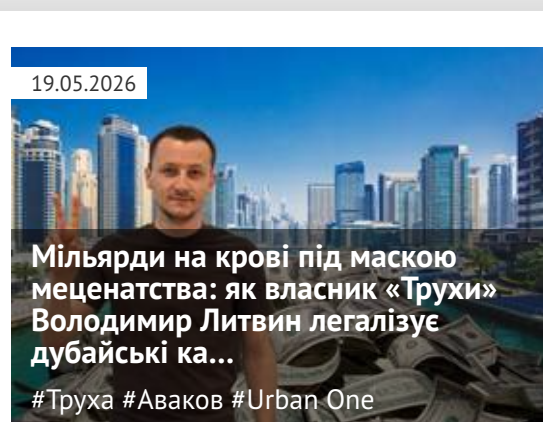 19.05.2026
Мільярди на крові під маскою
меценатства: як власник «Трухи»
Володимир Литвин легалізує
дубайські ка...
#Труха #Аваков #Urban One